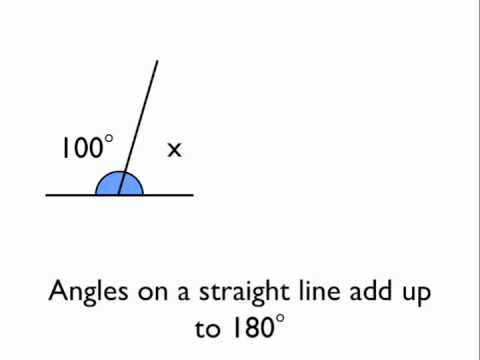 100° x
Angles on a straight line add up
to 180°